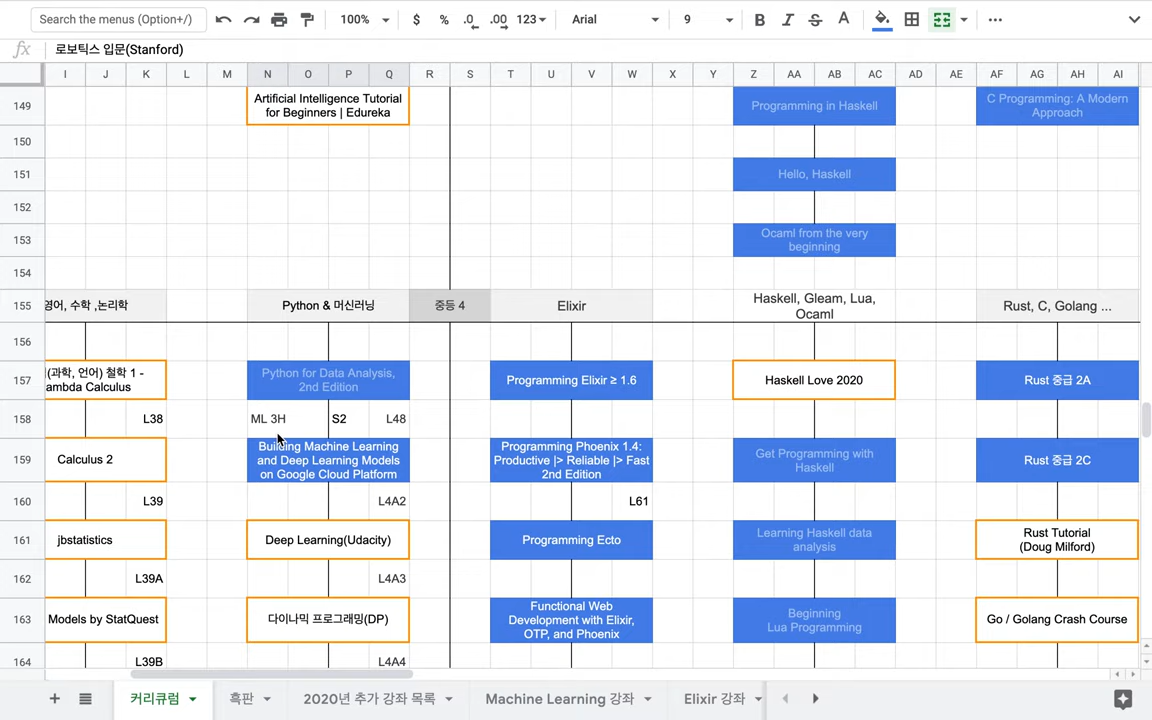 Search the menus (Option+/)
100%
$ % .0 .00 123
Arial
9
B I S A
fx 로보틱스 입문(Stanford)
I J K L M N O P Q R S T U V W X Y Z AA AB AC AD AE AF AG AH AI
149
Artificial Intelligence Tutorial
for Beginners | Edureka
Programming in Haskell
C Programming: A Modern
Approach
150
151
Hello, Haskell
152
153
Ocaml from the very
beginning
154
155
영어, 수학 ,논리학
Python & 머신러닝
중등 4
Elixir
Haskell, Gleam, Lua,
Ocaml
Rust, C, Golang ...
156
157
(과학, 언어) 철학 1 -
ambda Calculus
Python for Data Analysis,
2nd Edition
Programming Elixir ≥ 1.6
Haskell Love 2020
Rust 중급 2A
158
L38
ML 3H
S2
L48
159
Calculus 2
Building Machine Learning
and Deep Learning Models
on Google Cloud Platform
Programming Phoenix 1.4:
Productive |> Reliable |> Fast
2nd Edition
Get Programming with
Haskell
Rust 중급 2C
160
L39
L4A2
L61
161
jbstatistics
Deep Learning(Udacity)
Programming Ecto
Learning Haskell data
analysis
Rust Tutorial
(Doug Milford)
162
L39A
L4A3
163
Models by StatQuest
다이나믹 프로그래밍(DP)
Functional Web
Development with Elixir,
OTP, and Phoenix
Beginning
Lua Programming
Go / Golang Crash Course
164
L39B
L4A4
커리큐럼
흑판
2020년 추가 강좌 목록
Machine Learning 강좌
Elixir 강좌